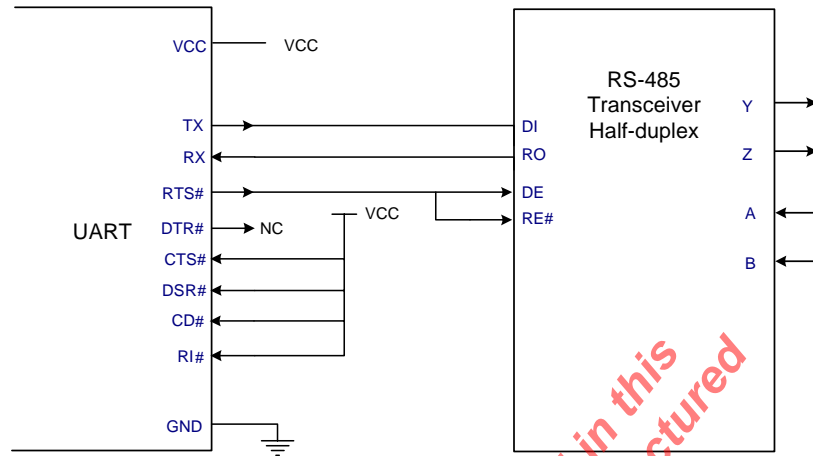 VCC VCC
TX
RX
RTS#
DTR# NC
CTS#
DSR#
CD#
RI#
GND
UART
VCC
RS-485
Transceiver
Half-duplex
DI
RO
DE
RE#
Y
Z
A
B
in this